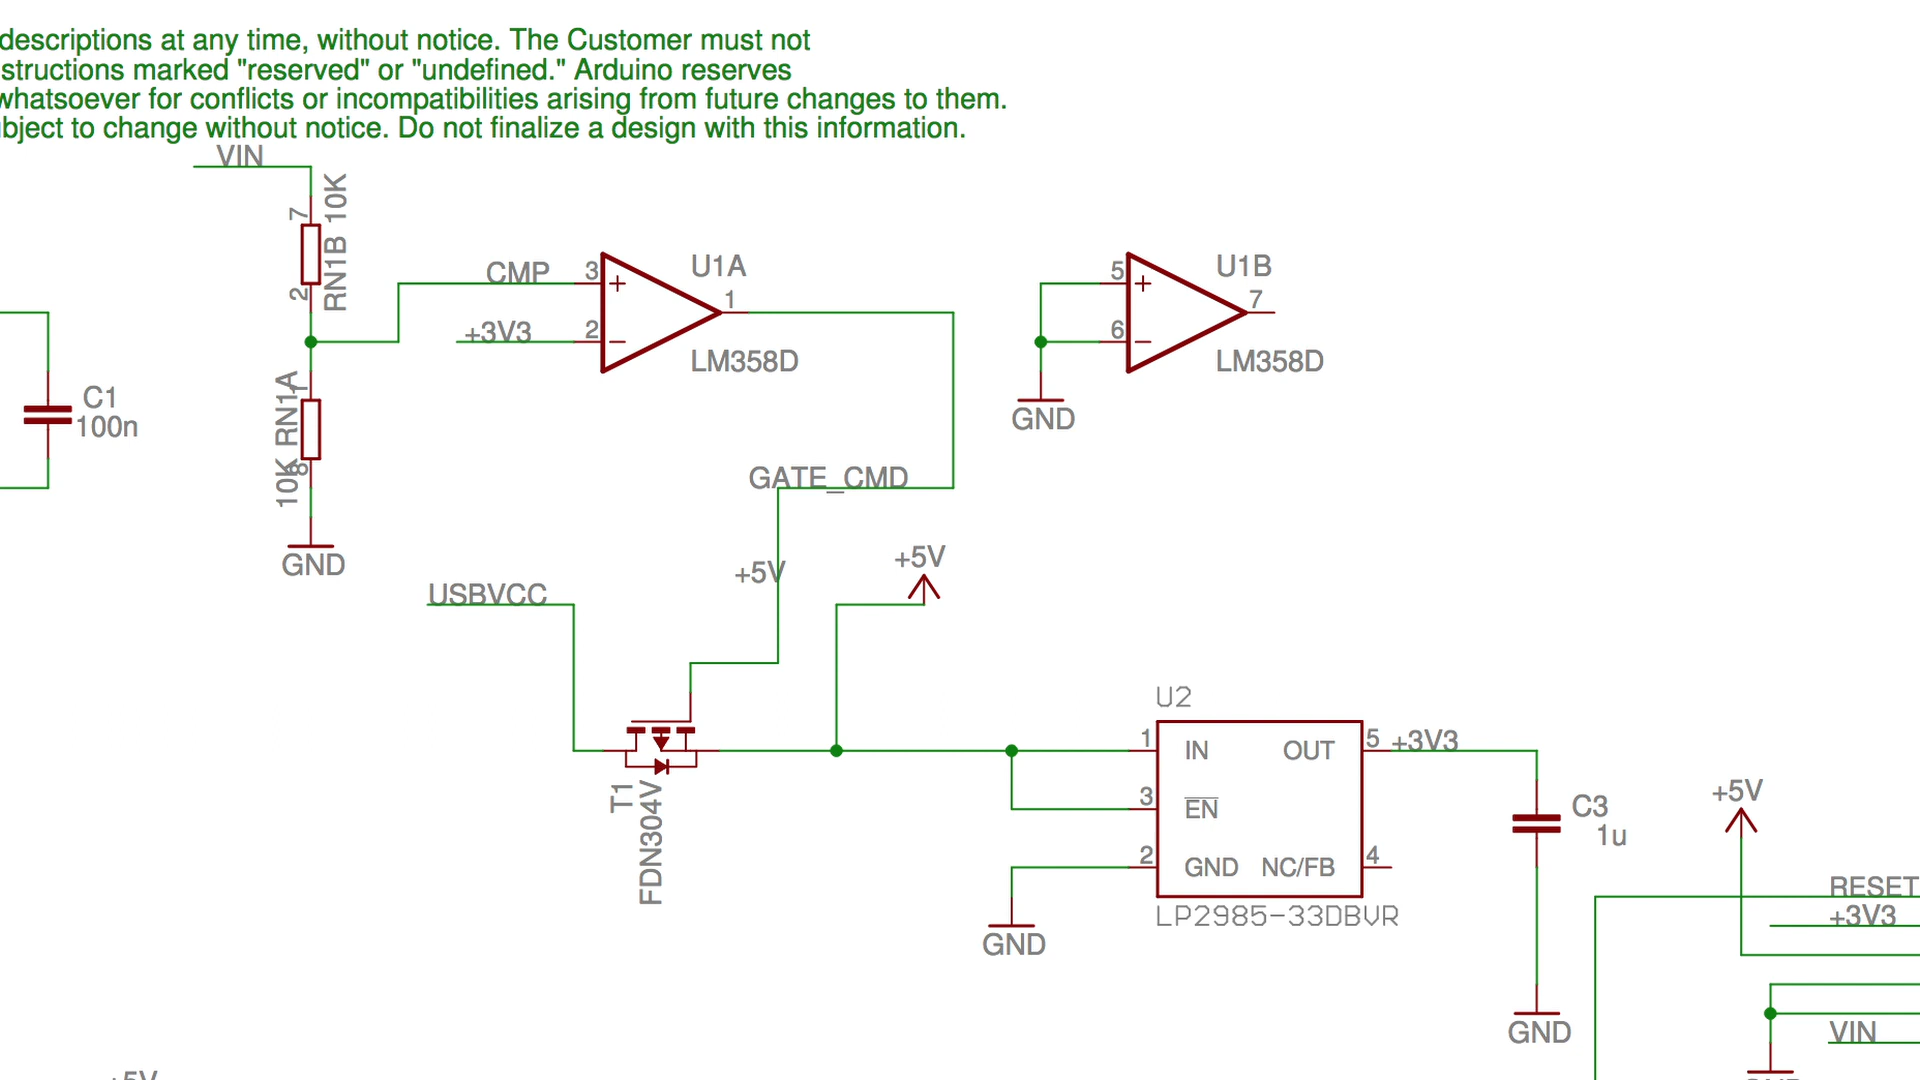 descriptions at any time, without notice. The Customer must not
structions marked "reserved" or "undefined." Arduino reserves
whatsoever for conflicts or incompatibilities arising from future changes to them.
bject to change without notice. Do not finalize a design with this information.
VIN
7
RN1B 10K
2
CMP
3
+3V3
2
U1A
1
LM358D
5
6
U1B
7
LM358D
GND
C1
100n
1
10K RN1A
8
GND
GATE_CMD
+5V
+5V
USBVCC
T1
FDN304V
U2
1
IN
OUT
5
+3V3
3
EN
2
GND
NC/FB
4
LP2985-33DBVR
GND
C3
1u
GND
+5V
RESET
+3V3
VIN
+5V